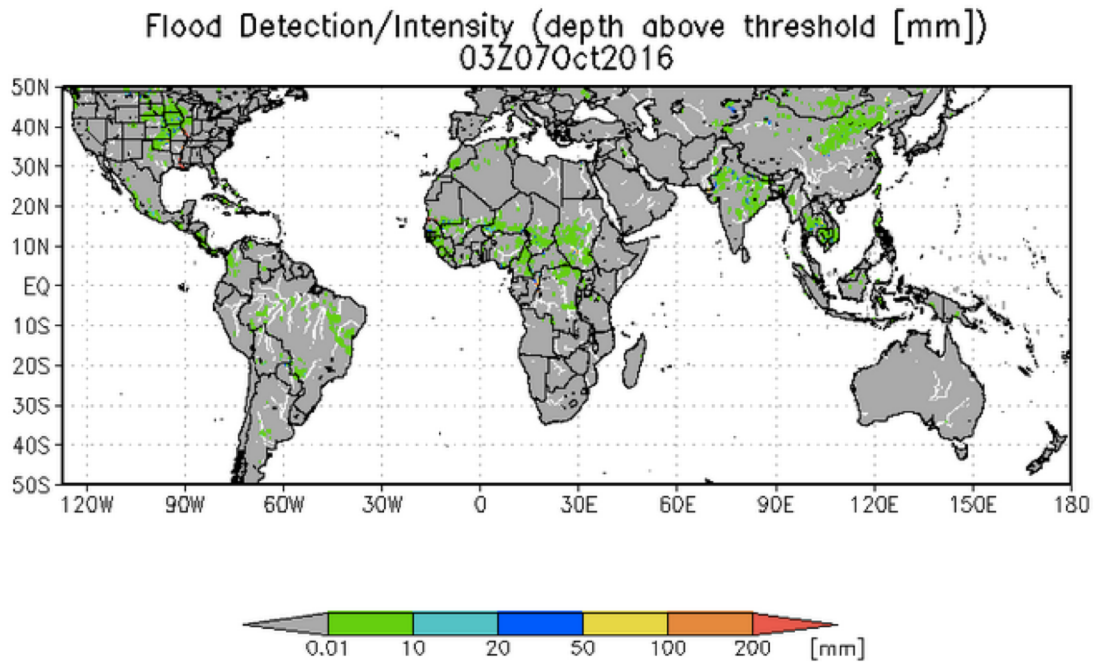 Flood Detection/Intensity (depth above threshold [mm])
03Z07Oct2016
50N
40N
30N
20N
10N
EQ
10S
20S
30S
40S
50S
120W 90W 60W 30W 0 30E 60E 90E 120E 150E 180
0.01 10 20 50 100 200 [mm]